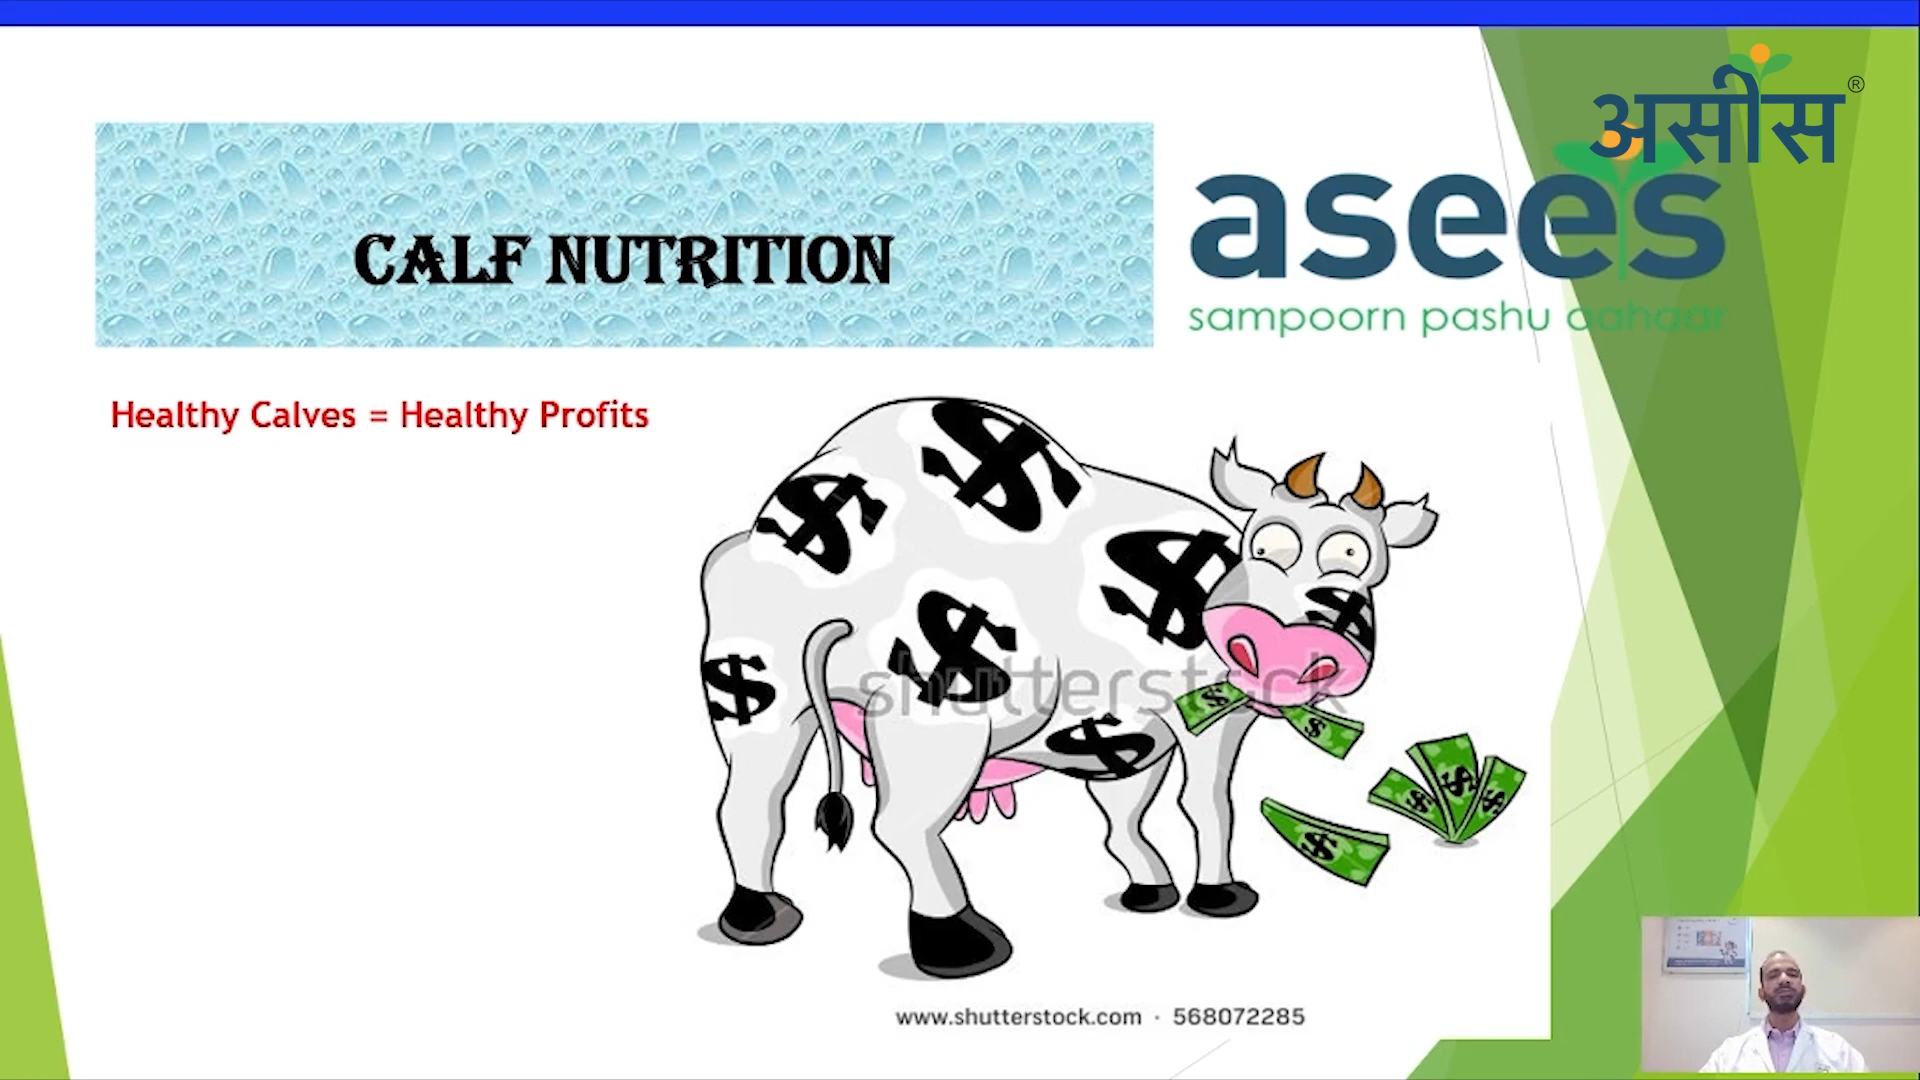 असीस®
CALF NUTRITION
asees
sampoorn pashu aahaar
Healthy Calves = Healthy Profits
shutterstock
www.shutterstock.com · 568072285